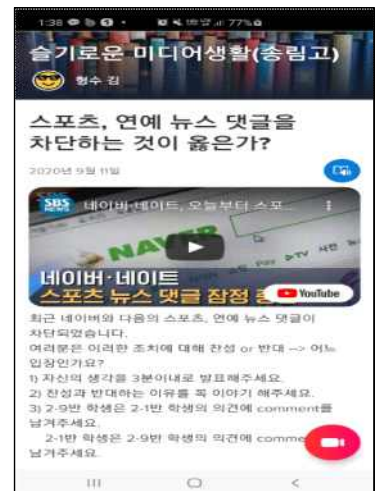 1:38 77%
슬기로운 미디어생활(송림고)
형수 김
스포츠, 연예 뉴스 댓글을
차단하는 것이 옳은가?
2020년 9월 11일
SBS NEWS 네이버·네이트, 오늘부터 스포...
NAVER
네이버·네이트
스포츠 뉴스 댓글 잠정
YouTube
최근 네이버와 다음의 스포츠, 연예 뉴스 댓글이
차단되었습니다.
여러분은 이러한 조치에 대해 찬성 or 반대 --> 어느
입장인가요?
1) 자신의 생각을 3분이내로 발표해주세요.
2) 찬성과 반대하는 이유를 꼭 이야기 해주세요.
3) 2-9반 학생은 2-1반 학생의 의견에 comment를
남겨주세요.
2-1반 학생은 2-9반 학생의 의견에 comme
남겨주세요.